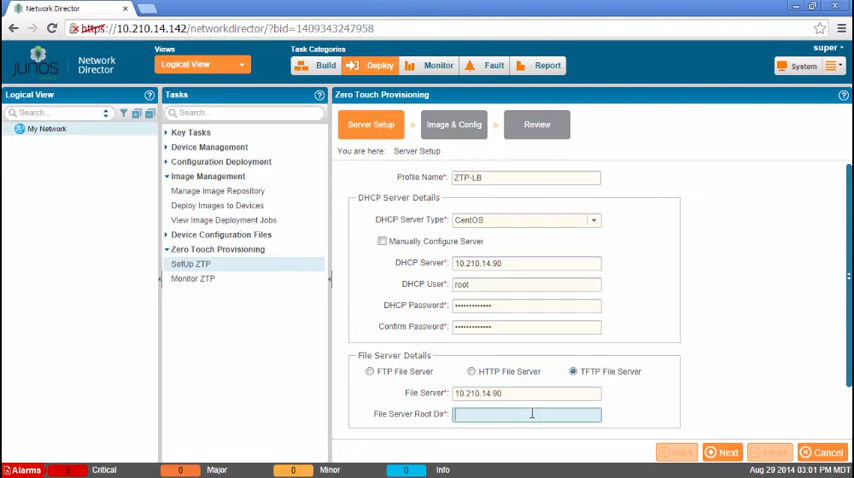 Network Director
https://10.210.14.142/networkdirector/?bid=1409343247958
super
JUNOS
Network Director
Views
Logical View
Task Categories
Build
Deploy
Monitor
Fault
Report
System
Logical View
Search...
My Network
Tasks
Search...
Key Tasks
Device Management
Configuration Deployment
Image Management
Manage Image Repository
Deploy Images to Devices
View Image Deployment Jobs
Device Configuration Files
Zero Touch Provisioning
SetUp ZTP
Monitor ZTP
Zero Touch Provisioning
Server Setup » Image & Config » Review
You are here: Server Setup
Profile Name*: ZTP-LB
DHCP Server Details
DHCP Server Type*: CentOS
Manually Configure Server
DHCP Server*: 10.210.14.90
DHCP User*: root
DHCP Password*: •••••••••••••
Confirm Password*: •••••••••••••
File Server Details
FTP File Server
HTTP File Server
TFTP File Server
File Server*: 10.210.14.90
File Server Root Dir*:
Back
Next
Finish
Cancel
Alarms
0 Critical
0 Major
0 Minor
0 Info
Aug 29 2014 03:01 PM UTC